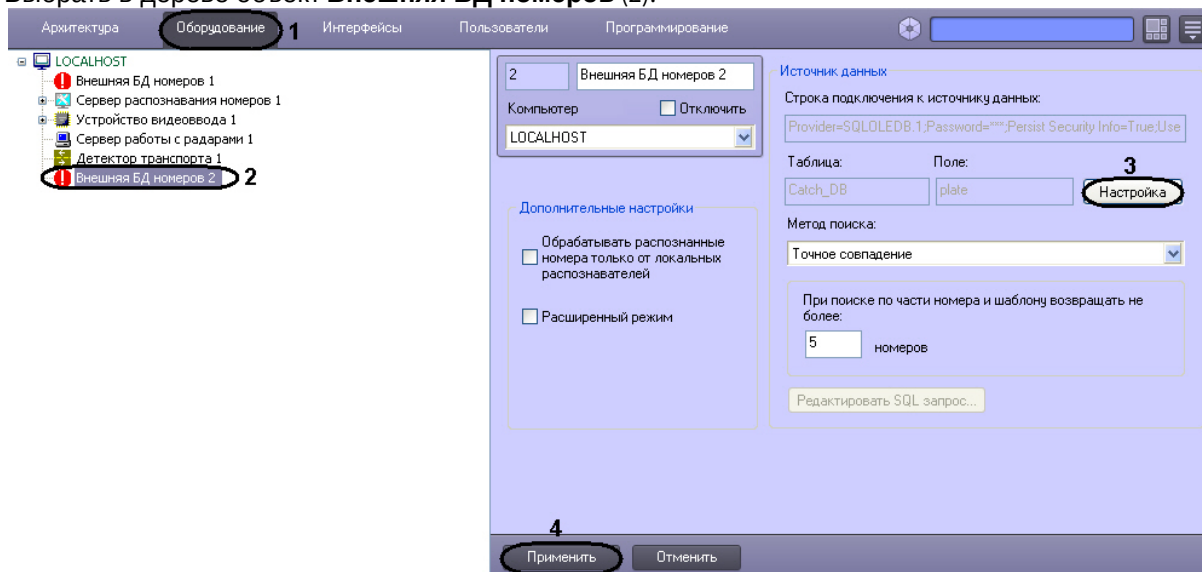 Выбрать в дереве объект Внешняя БД номеров (2).
Архитектура Оборудование 1 Интерфейсы Пользователи Программирование
LOCALHOST
Внешняя БД номеров 1
Сервер распознавания номеров 1
Устройство видеоввода 1
Сервер работы с радарами 1
Детектор транспорта 1
Внешняя БД номеров 2 2
2 Внешняя БД номеров 2
Компьютер Отключить
LOCALHOST
Дополнительные настройки
Обрабатывать распознанные
номера только от локальных
распознавателей
Расширенный режим
Источник данных
Строка подключения к источнику данных:
Provider=SQLOLEDB.1;Password="";Persist Security Info=True;Use
Таблица: Поле: 3
Catch_DB plate Настройка
Метод поиска:
Точное совпадение
При поиске по части номера и шаблону возвращать не
более:
5 номеров
Редактировать SQL запрос...
4
Применить Отменить